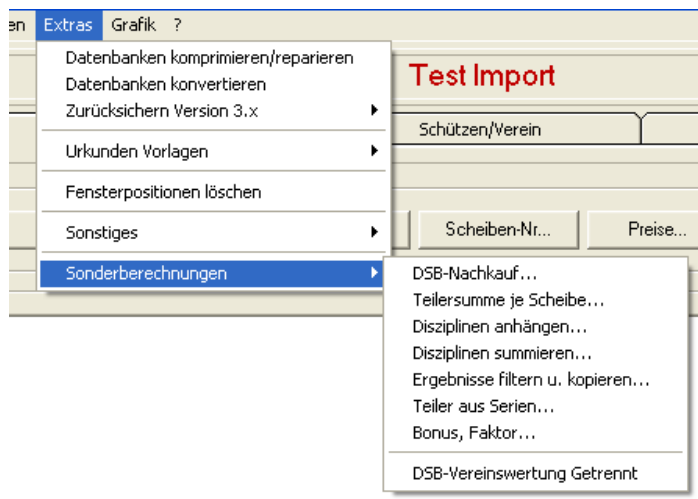 en Extras Grafik ?
Datenbanken komprimieren/reparieren
Datenbanken konvertieren
Zurücksichern Version 3.x
Urkunden Vorlagen
Fensterpositionen löschen
Sonstiges
Sonderberechnungen
Test Import
Schützen/Verein
Scheiben-Nr... Preise...
DSB-Nachkauf...
Teilersumme je Scheibe...
Disziplinen anhängen...
Disziplinen summieren...
Ergebnisse filtern u. kopieren...
Teiler aus Serien...
Bonus, Faktor...
DSB-Vereinswertung Getrennt